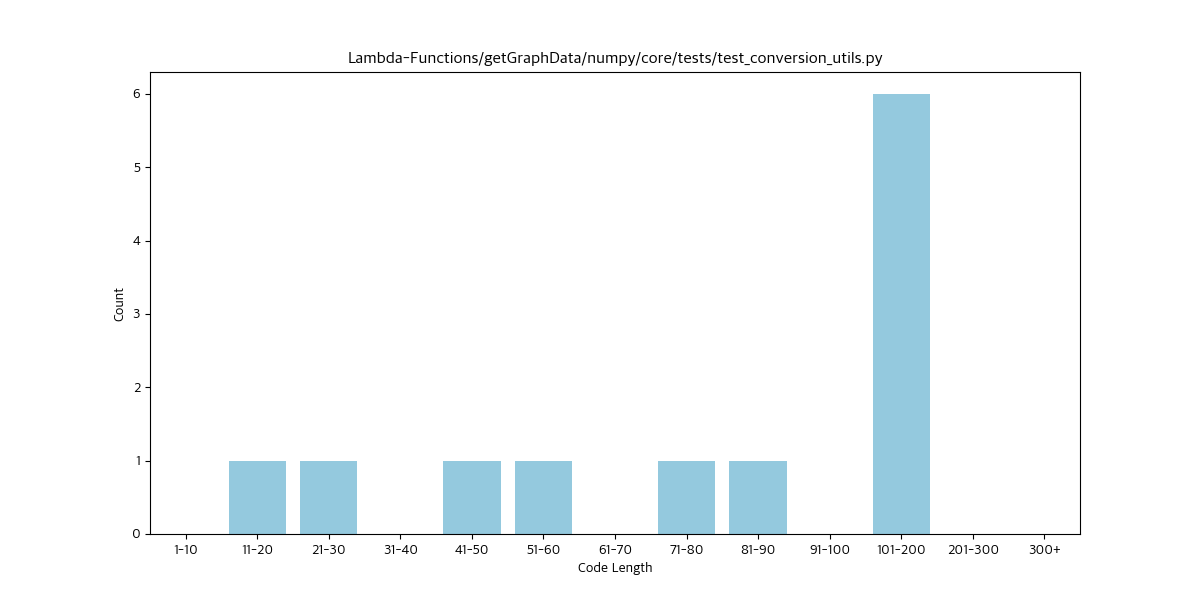 Lambda-Functions/getGraphData/numpy/core/tests/test_conversion_utils.py
6
5
4
3
2
1
0
Count
1-10 11-20 21-30 31-40 41-50 51-60 61-70 71-80 81-90 91-100 101-200 201-300 300+
Code Length